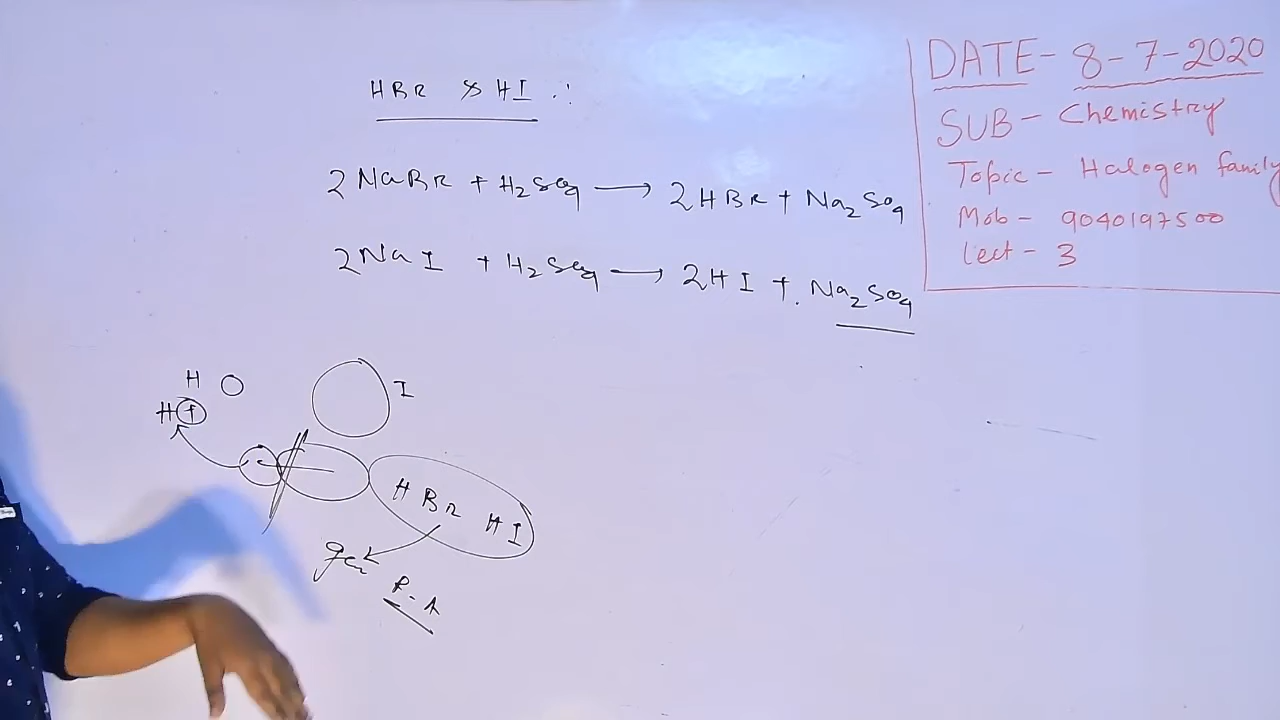 HBr & HI :
2NaBr + H2SO4 → 2HBr + Na2SO4
2NaI + H2SO4 → 2HI + Na2SO4
H
I
H+
HBr HI
R-A
DATE- 8-7-2020
SUB- Chemistry
Topic- Halogen family
Mob- 9040197500
Lect- 3